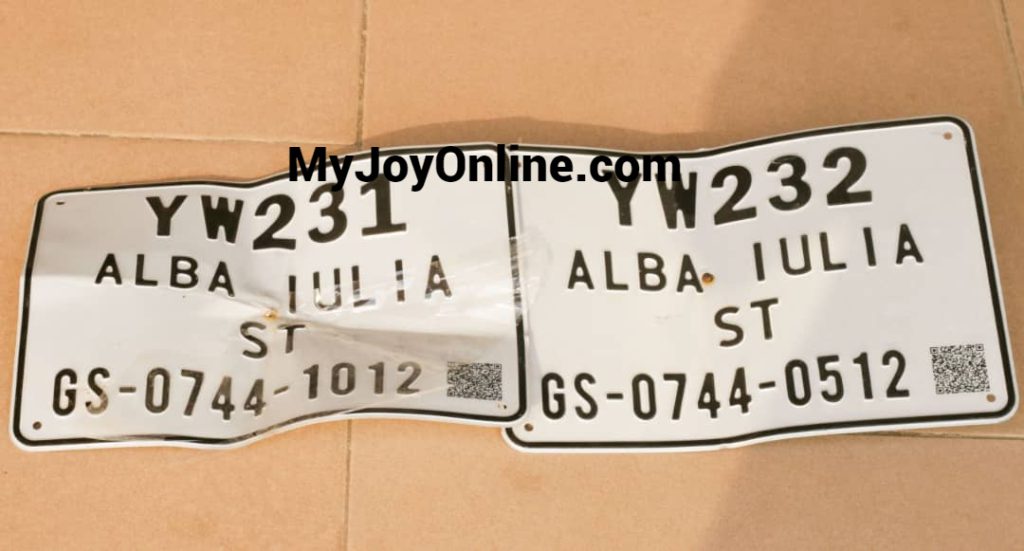 MyJoyOnline.com
YW231
ALBA IULIA
ST
GS-0744-1012
YW232
ALBA IULIA
ST
GS-0744-0512